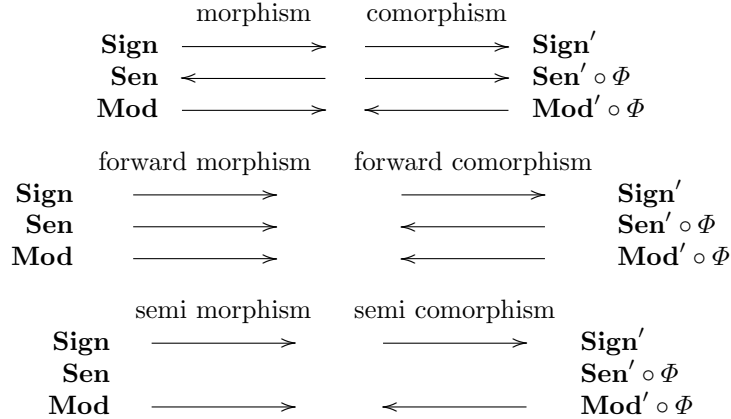 morphism comorphism
Sign Sign′
Sen Sen′ ∘ Φ
Mod Mod′ ∘ Φ
forward morphism forward comorphism
Sign Sign′
Sen Sen′ ∘ Φ
Mod Mod′ ∘ Φ
semi morphism semi comorphism
Sign Sign′
Sen Sen′ ∘ Φ
Mod Mod′ ∘ Φ